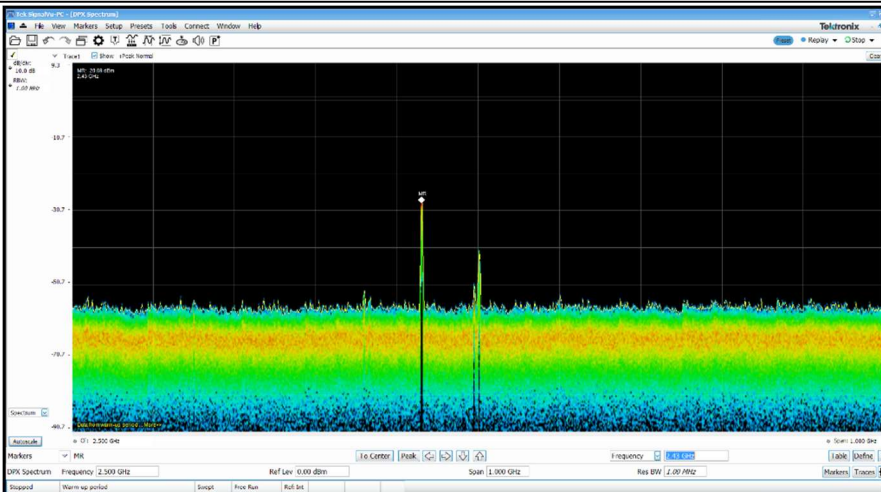 Tek SignalVu-PC - [DPX Spectrum]
File View Markers Setup Presets Tools Connect Window Help
Tektronix
Replay Stop
dB/div:
10.0 dB
RBW:
1.00 MHz
Trace1 Show +Peak Normal
9.3
MR
2.43 GHz
-10.7
-30.7
-50.7
-70.7
-90.7
MR
Spectrum
Autoscale
CF: 2.500 GHz
Span: 1.000 GHz
Markers MR To Center Peak Frequency 2.43 GHz Table Define
DPX Spectrum Frequency 2.500 GHz Ref Lev 0.00 dBm Span 1.000 GHz Res BW 1.00 MHz Markers Traces
Stopped Warm up period Swept Free Run Ref: Int